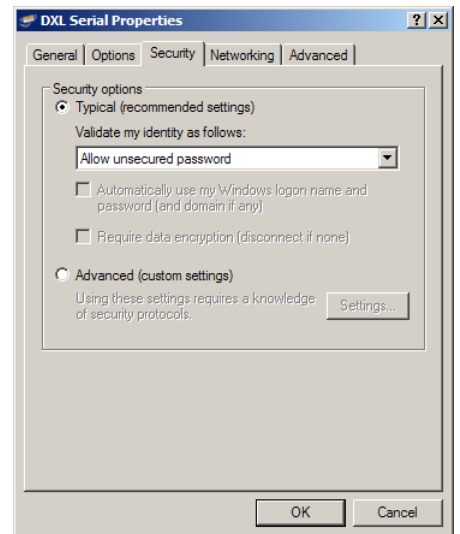 DXL Serial Properties
General Options Security Networking Advanced
Security options
Typical (recommended settings)
Validate my identity as follows:
Allow unsecured password
Automatically use my Windows logon name and
password (and domain if any)
Require data encryption (disconnect if none)
Advanced (custom settings)
Using these settings requires a knowledge
of security protocols.
Settings...
OK Cancel